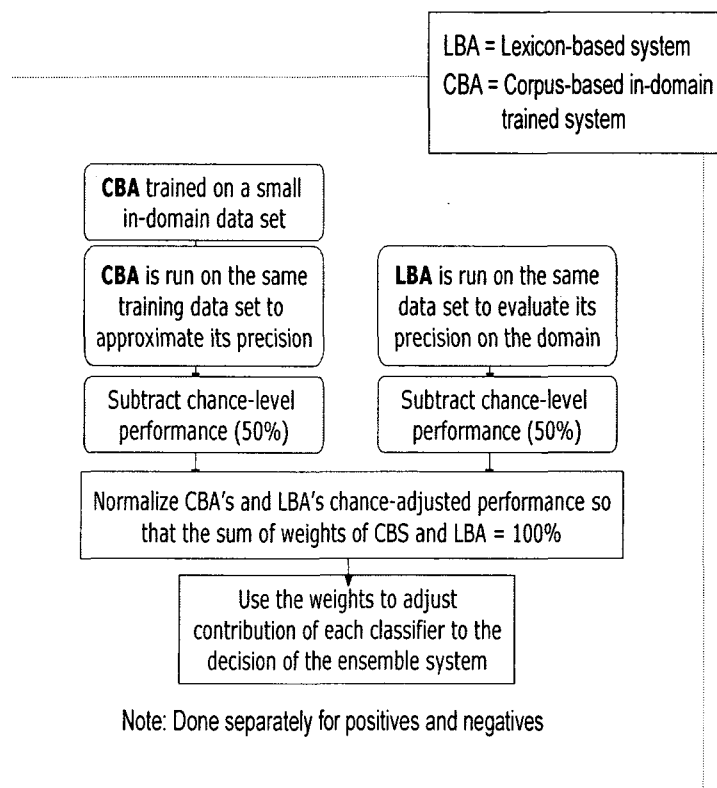 LBA = Lexicon-based system
CBA = Corpus-based in-domain
trained system
CBA trained on a small
in-domain data set
CBA is run on the same
training data set to
approximate its precision
LBA is run on the same
data set to evaluate its
precision on the domain
Subtract chance-level
performance (50%)
Subtract chance-level
performance (50%)
Normalize CBA's and LBA's chance-adjusted performance so
that the sum of weights of CBS and LBA = 100%
Use the weights to adjust
contribution of each classifier to the
decision of the ensemble system
Note: Done separately for positives and negatives